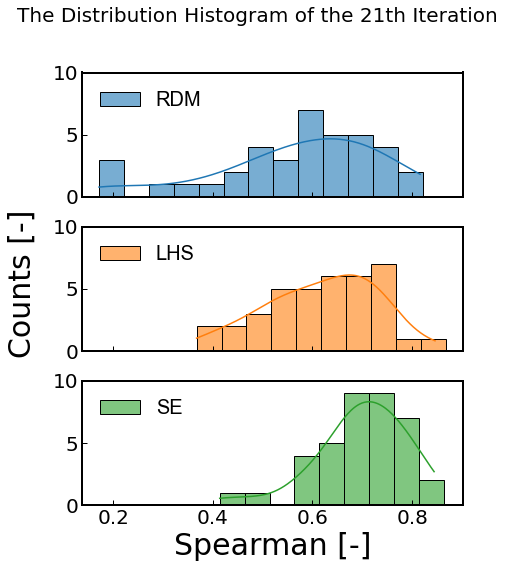 The Distribution Histogram of the 21th Iteration
10
RDM
5
0
10
LHS
5
0
10
SE
5
0
0.2 0.4 0.6 0.8
Counts [-]
Spearman [-]